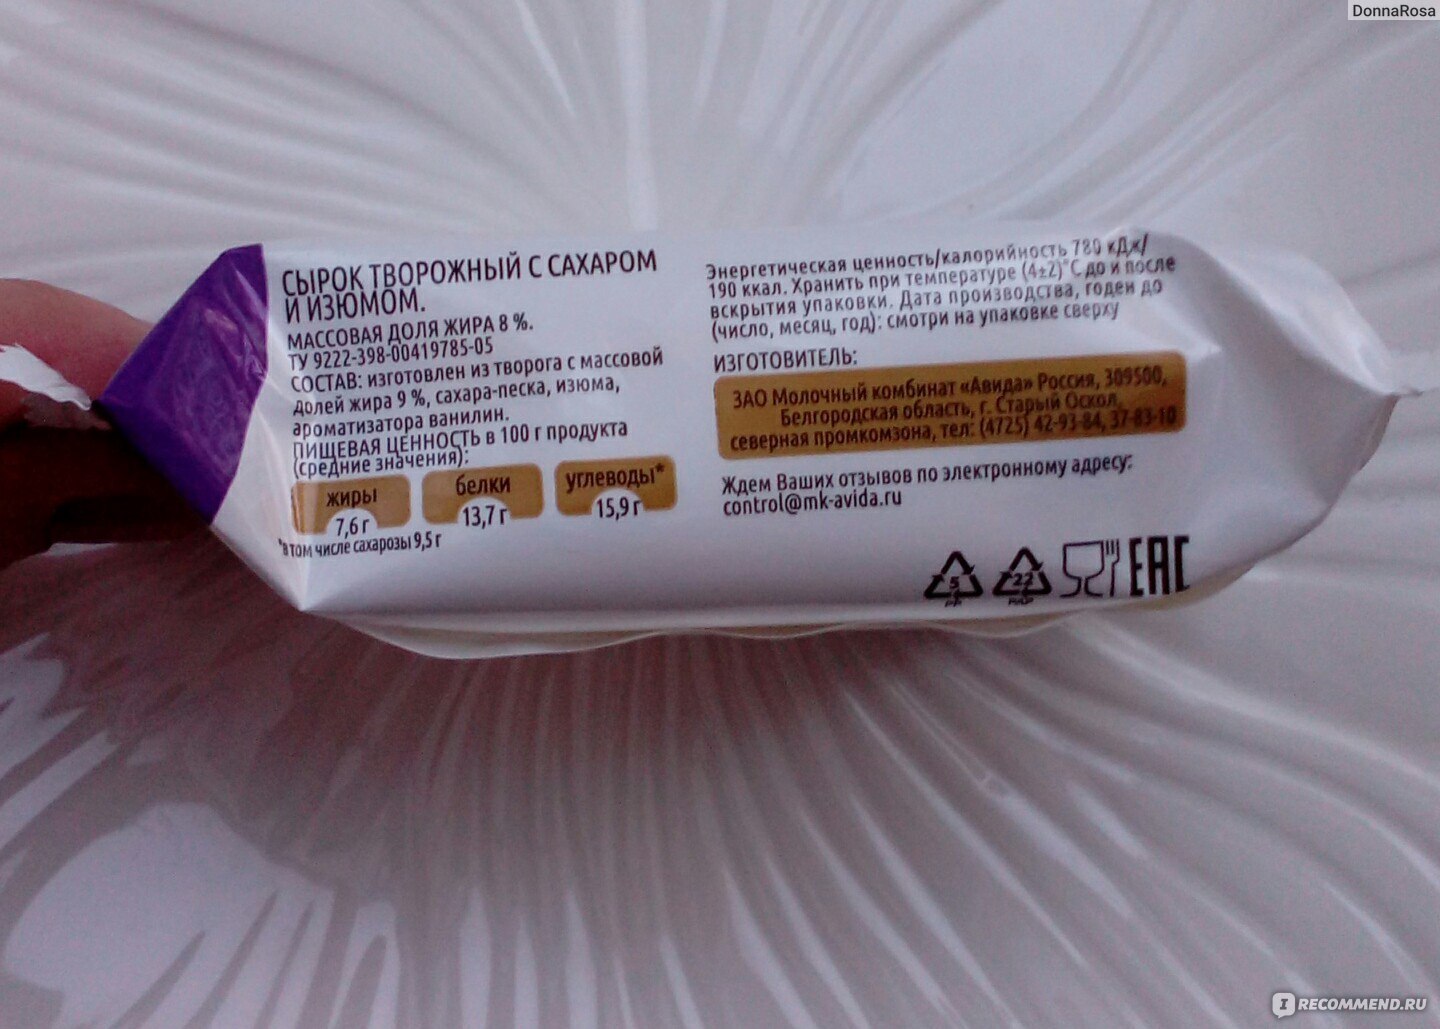 DonnaRosa
СЫРОК ТВОРОЖНЫЙ С САХАРОМ
И ИЗЮМОМ.
МАССОВАЯ ДОЛЯ ЖИРА 8 %.
ТУ 9222-398-00419785-05
СОСТАВ: изготовлен из творога с массовой
долей жира 9 %, сахара-песка, изюма,
ароматизатора ванилин.
ПИЩЕВАЯ ЦЕННОСТЬ в 100 г продукта
(средние значения):
жиры белки углеводы*
7,6 г 13,7 г 15,9 г
*в том числе сахарозы 9,5 г
Энергетическая ценность/калорийность 780 кДж/
190 ккал. Хранить при температуре (4±2)°С до и после
вскрытия упаковки. Дата производства, годен до
(число, месяц, год): смотри на упаковке сверху
ИЗГОТОВИТЕЛЬ:
ЗАО Молочный комбинат «Авида» Россия, 309500,
Белгородская область, г. Старый Оскол,
северная промкомзона, тел: (4725) 42-93-84, 37-83-10
Ждем Ваших отзывов по электронному адресу:
control@mk-avida.ru
5 22 EAC
PP PAP
IRECOMMEND.RU